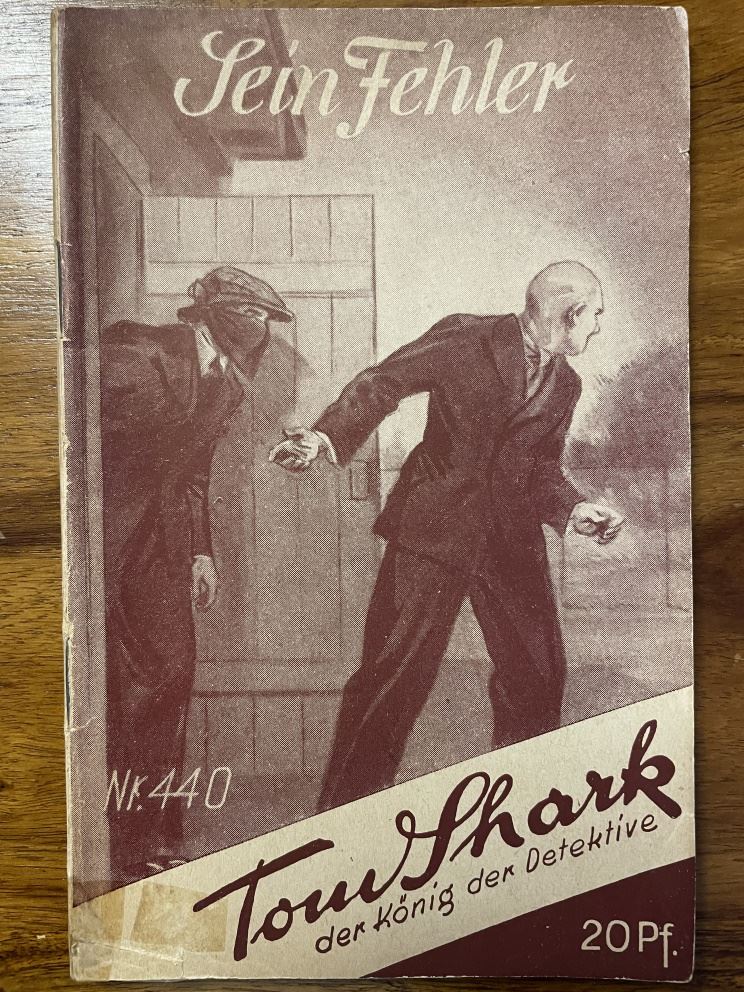 Sein Fehler
Nr. 440
Tom Shark
der König der Detektive
20 Pf.